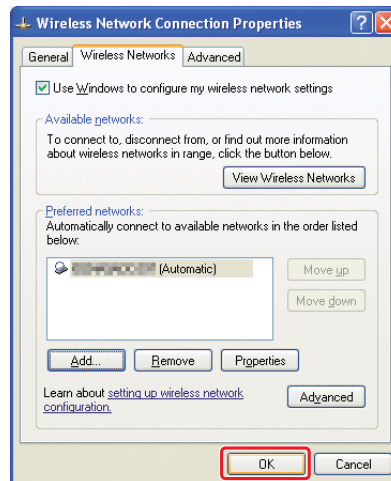 Wireless Network Connection Properties
General Wireless Networks Advanced
Use Windows to configure my wireless network settings
Available networks:
To connect to, disconnect from, or find out more information
about wireless networks in range, click the button below.
View Wireless Networks
Preferred networks:
Automatically connect to available networks in the order listed
below:
(Automatic)
Move up
Move down
Add... Remove Properties
Learn about setting up wireless network
configuration.
Advanced
OK Cancel